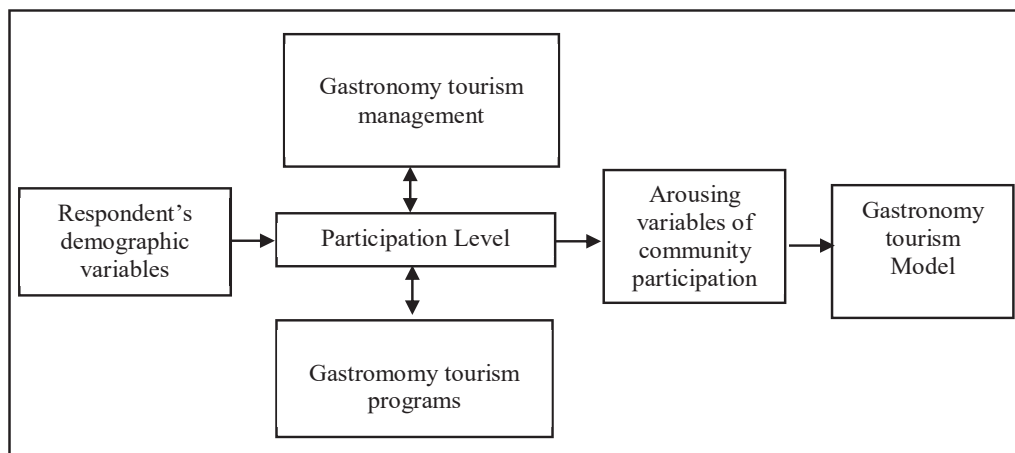 Gastronomy tourism
management
Respondent's
demographic
variables
Participation Level
Arousing
variables of
community
participation
Gastronomy
tourism
Model
Gastromomy tourism
programs